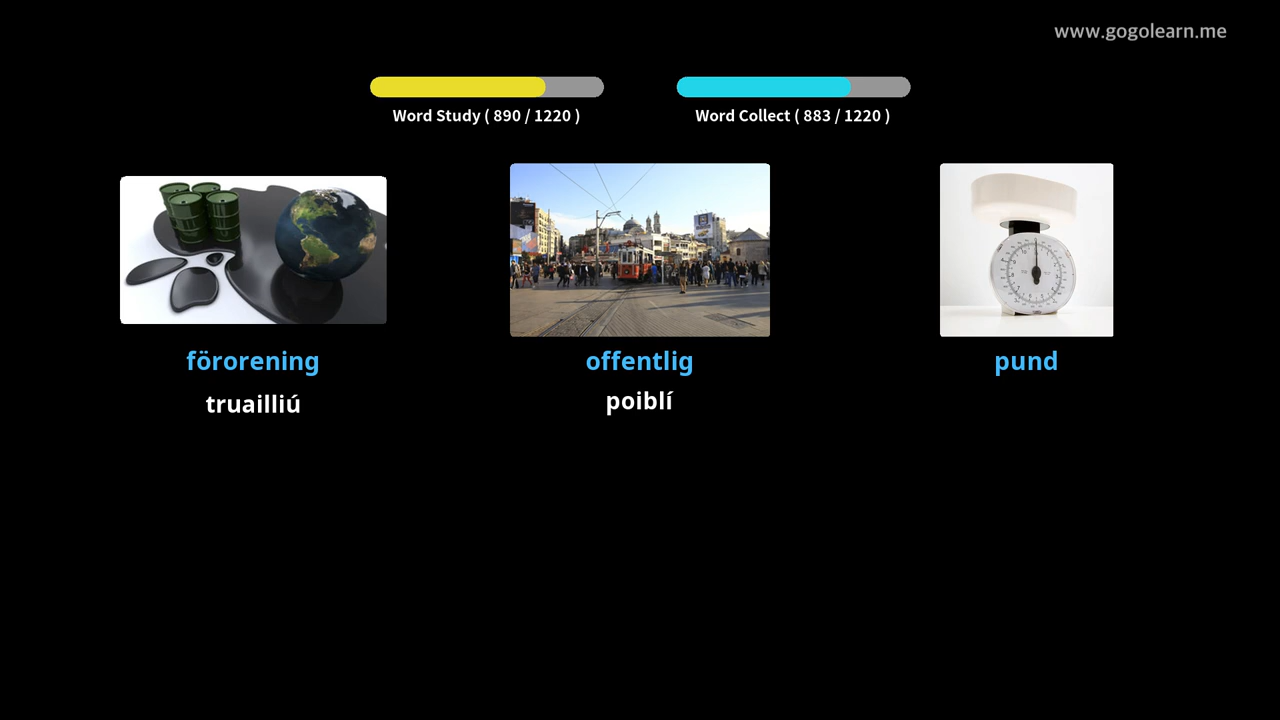 www.gogolearn.me
Word Study ( 890 / 1220 )
Word Collect ( 883 / 1220 )
förorening
offentlig
pund
truailliú
poiblí